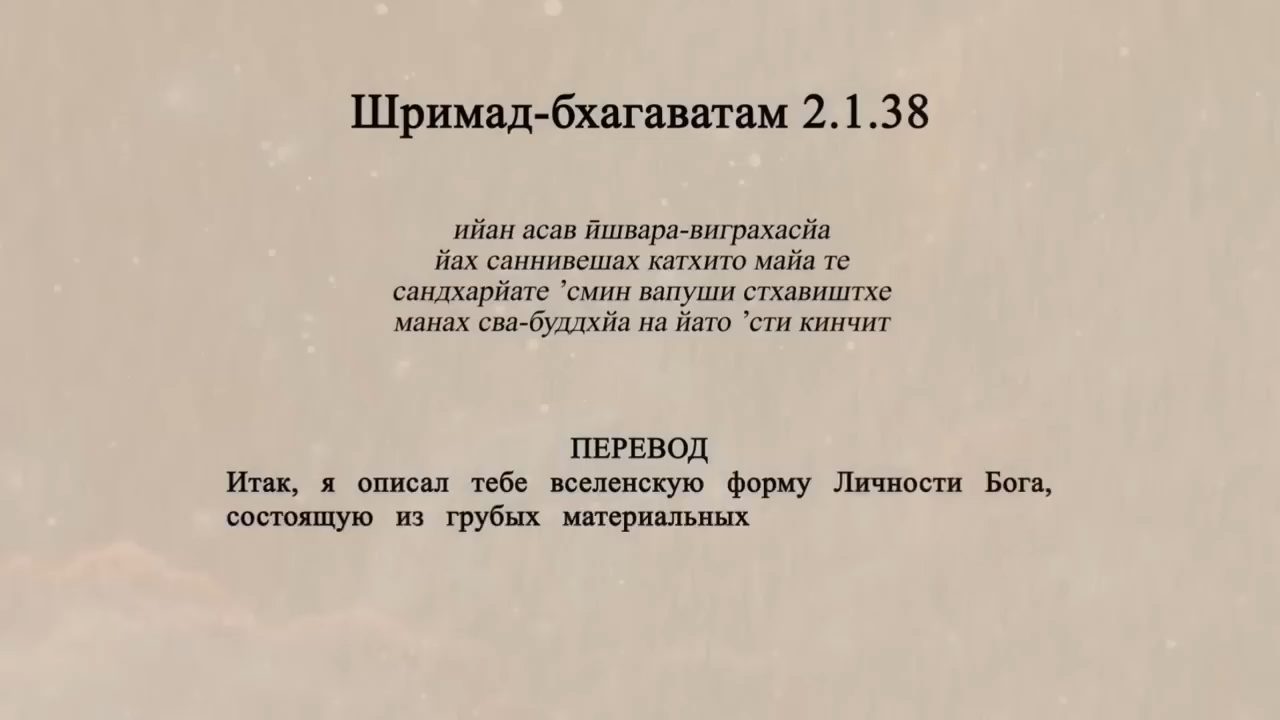 Шримад-бхагаватам 2.1.38
ийан асав ӣшвара-виграхасйа
йах саннивешах катхито майа те
сандхарйате ’смин вапуши стхавиштхе
манах сва-буддхйа на йато ’сти кинчит
ПЕРЕВОД
Итак, я описал тебе вселенскую форму Личности Бога,
состоящую из грубых материальных